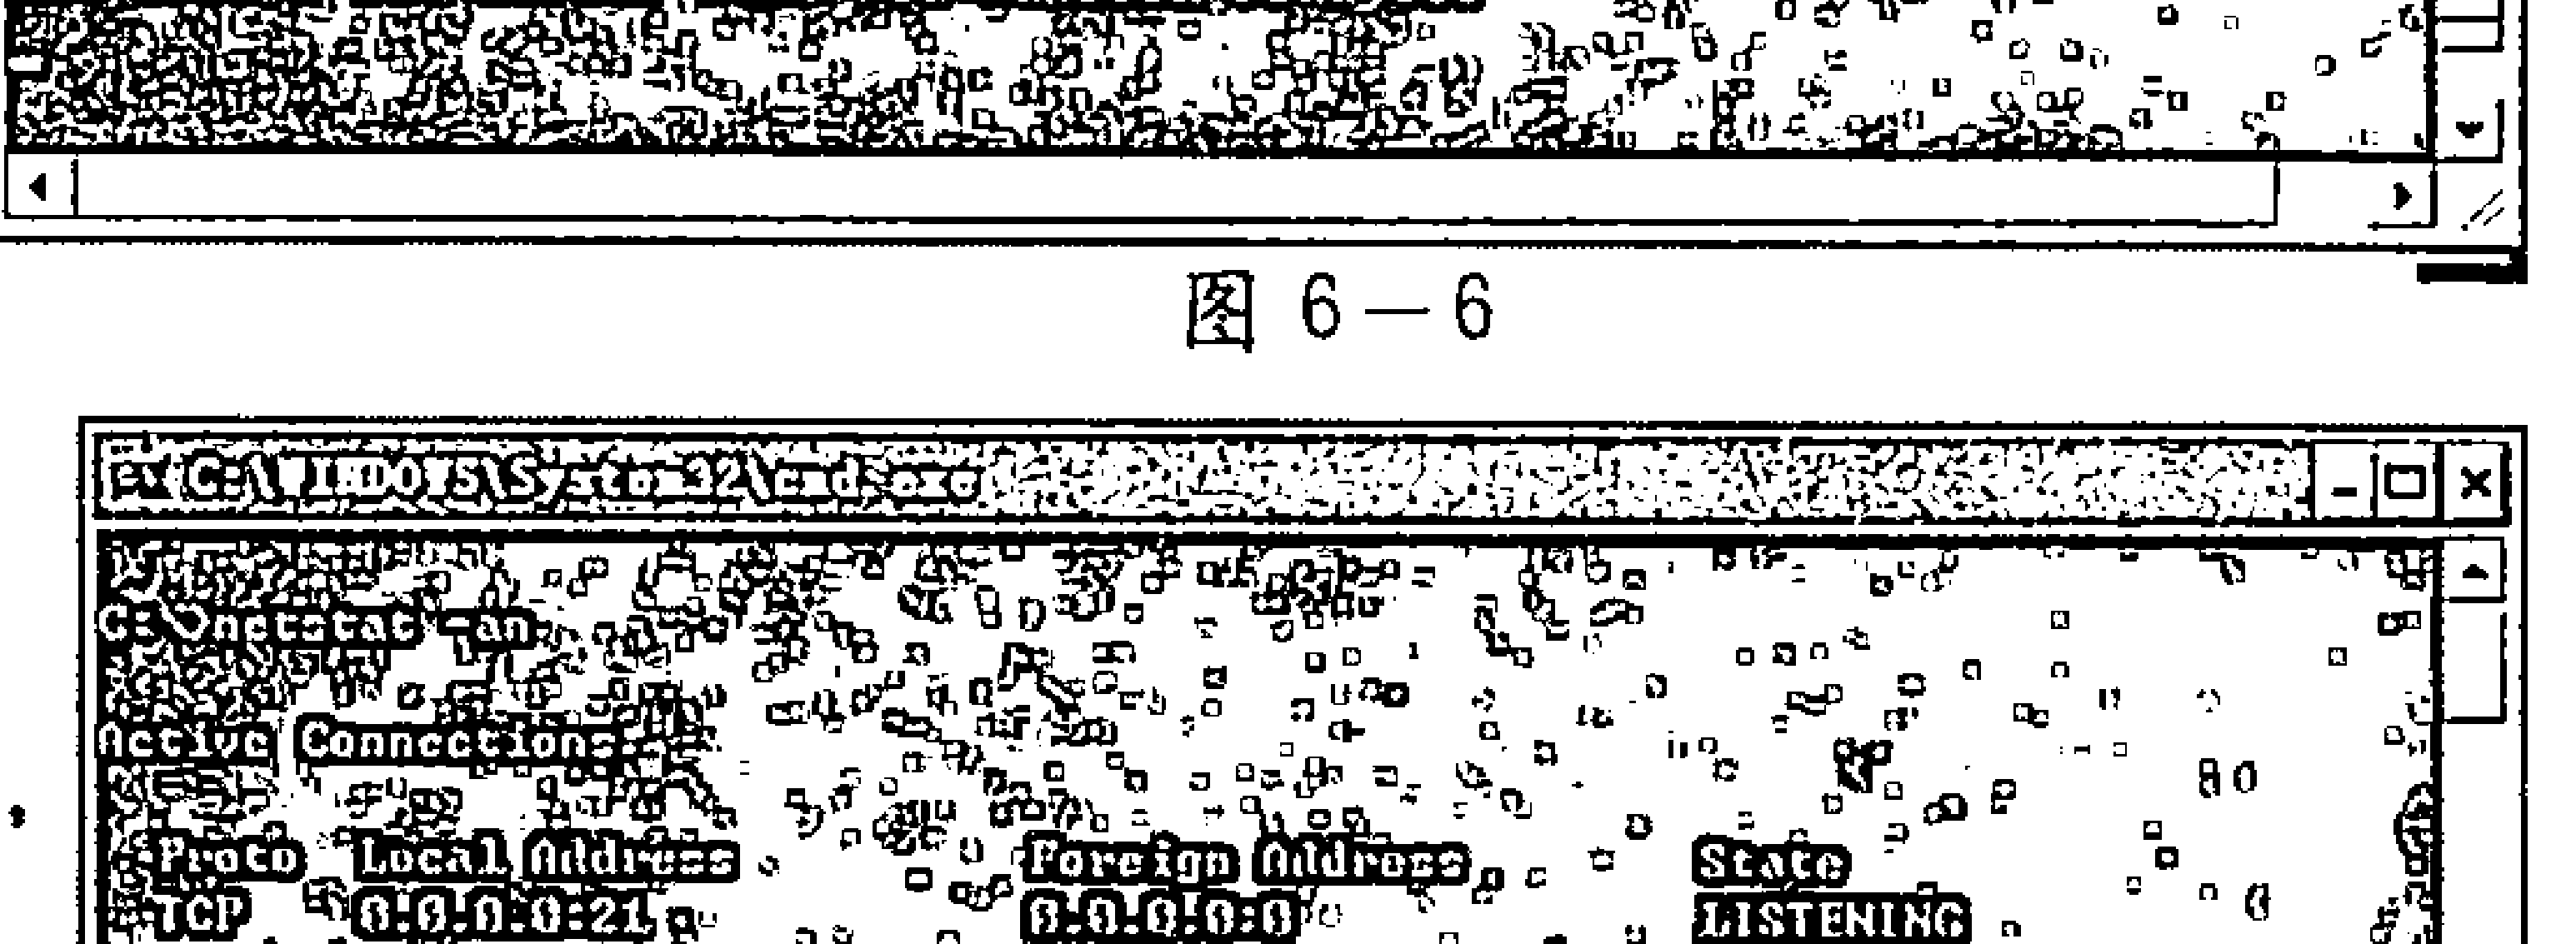 图 6－6
C:\WINDOWS\System32\cmd.exe
C:\>netstat -an
Active Connections
Proto Local Address Foreign Address State
TCP 0.0.0.0:21 0.0.0.0:0 LISTENING